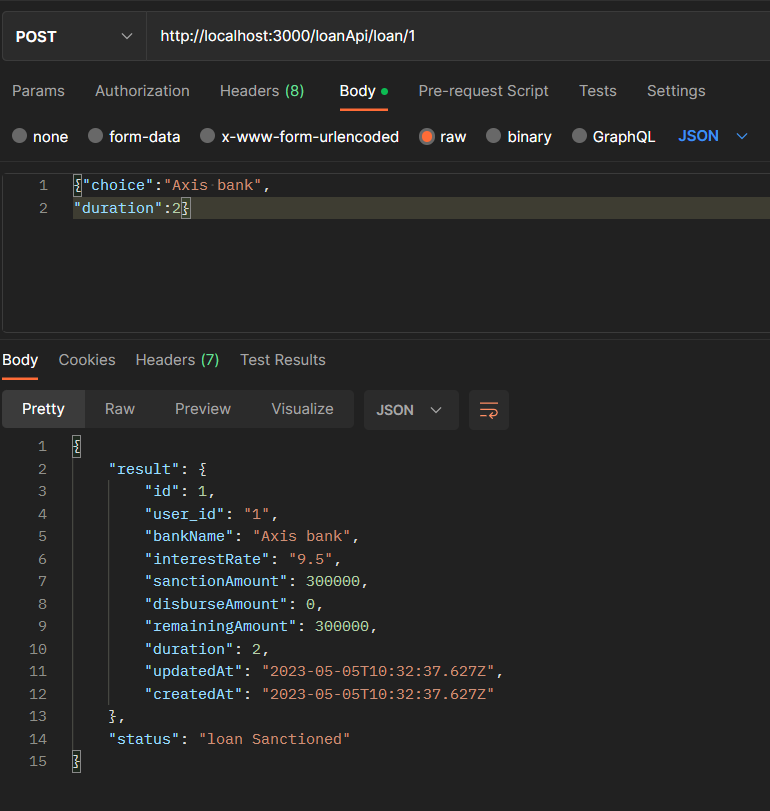 POST http://localhost:3000/loanApi/loan/1
Params Authorization Headers (8) Body Pre-request Script Tests Settings
none form-data x-www-form-urlencoded raw binary GraphQL JSON
1 {"choice":"Axis·bank",
2 "duration":2}
Body Cookies Headers (7) Test Results
Pretty Raw Preview Visualize JSON
1 {
2 "result": {
3 "id": 1,
4 "user_id": "1",
5 "bankName": "Axis bank",
6 "interestRate": "9.5",
7 "sanctionAmount": 300000,
8 "disburseAmount": 0,
9 "remainingAmount": 300000,
10 "duration": 2,
11 "updatedAt": "2023-05-05T10:32:37.627Z",
12 "createdAt": "2023-05-05T10:32:37.627Z"
13 },
14 "status": "loan Sanctioned"
15 }